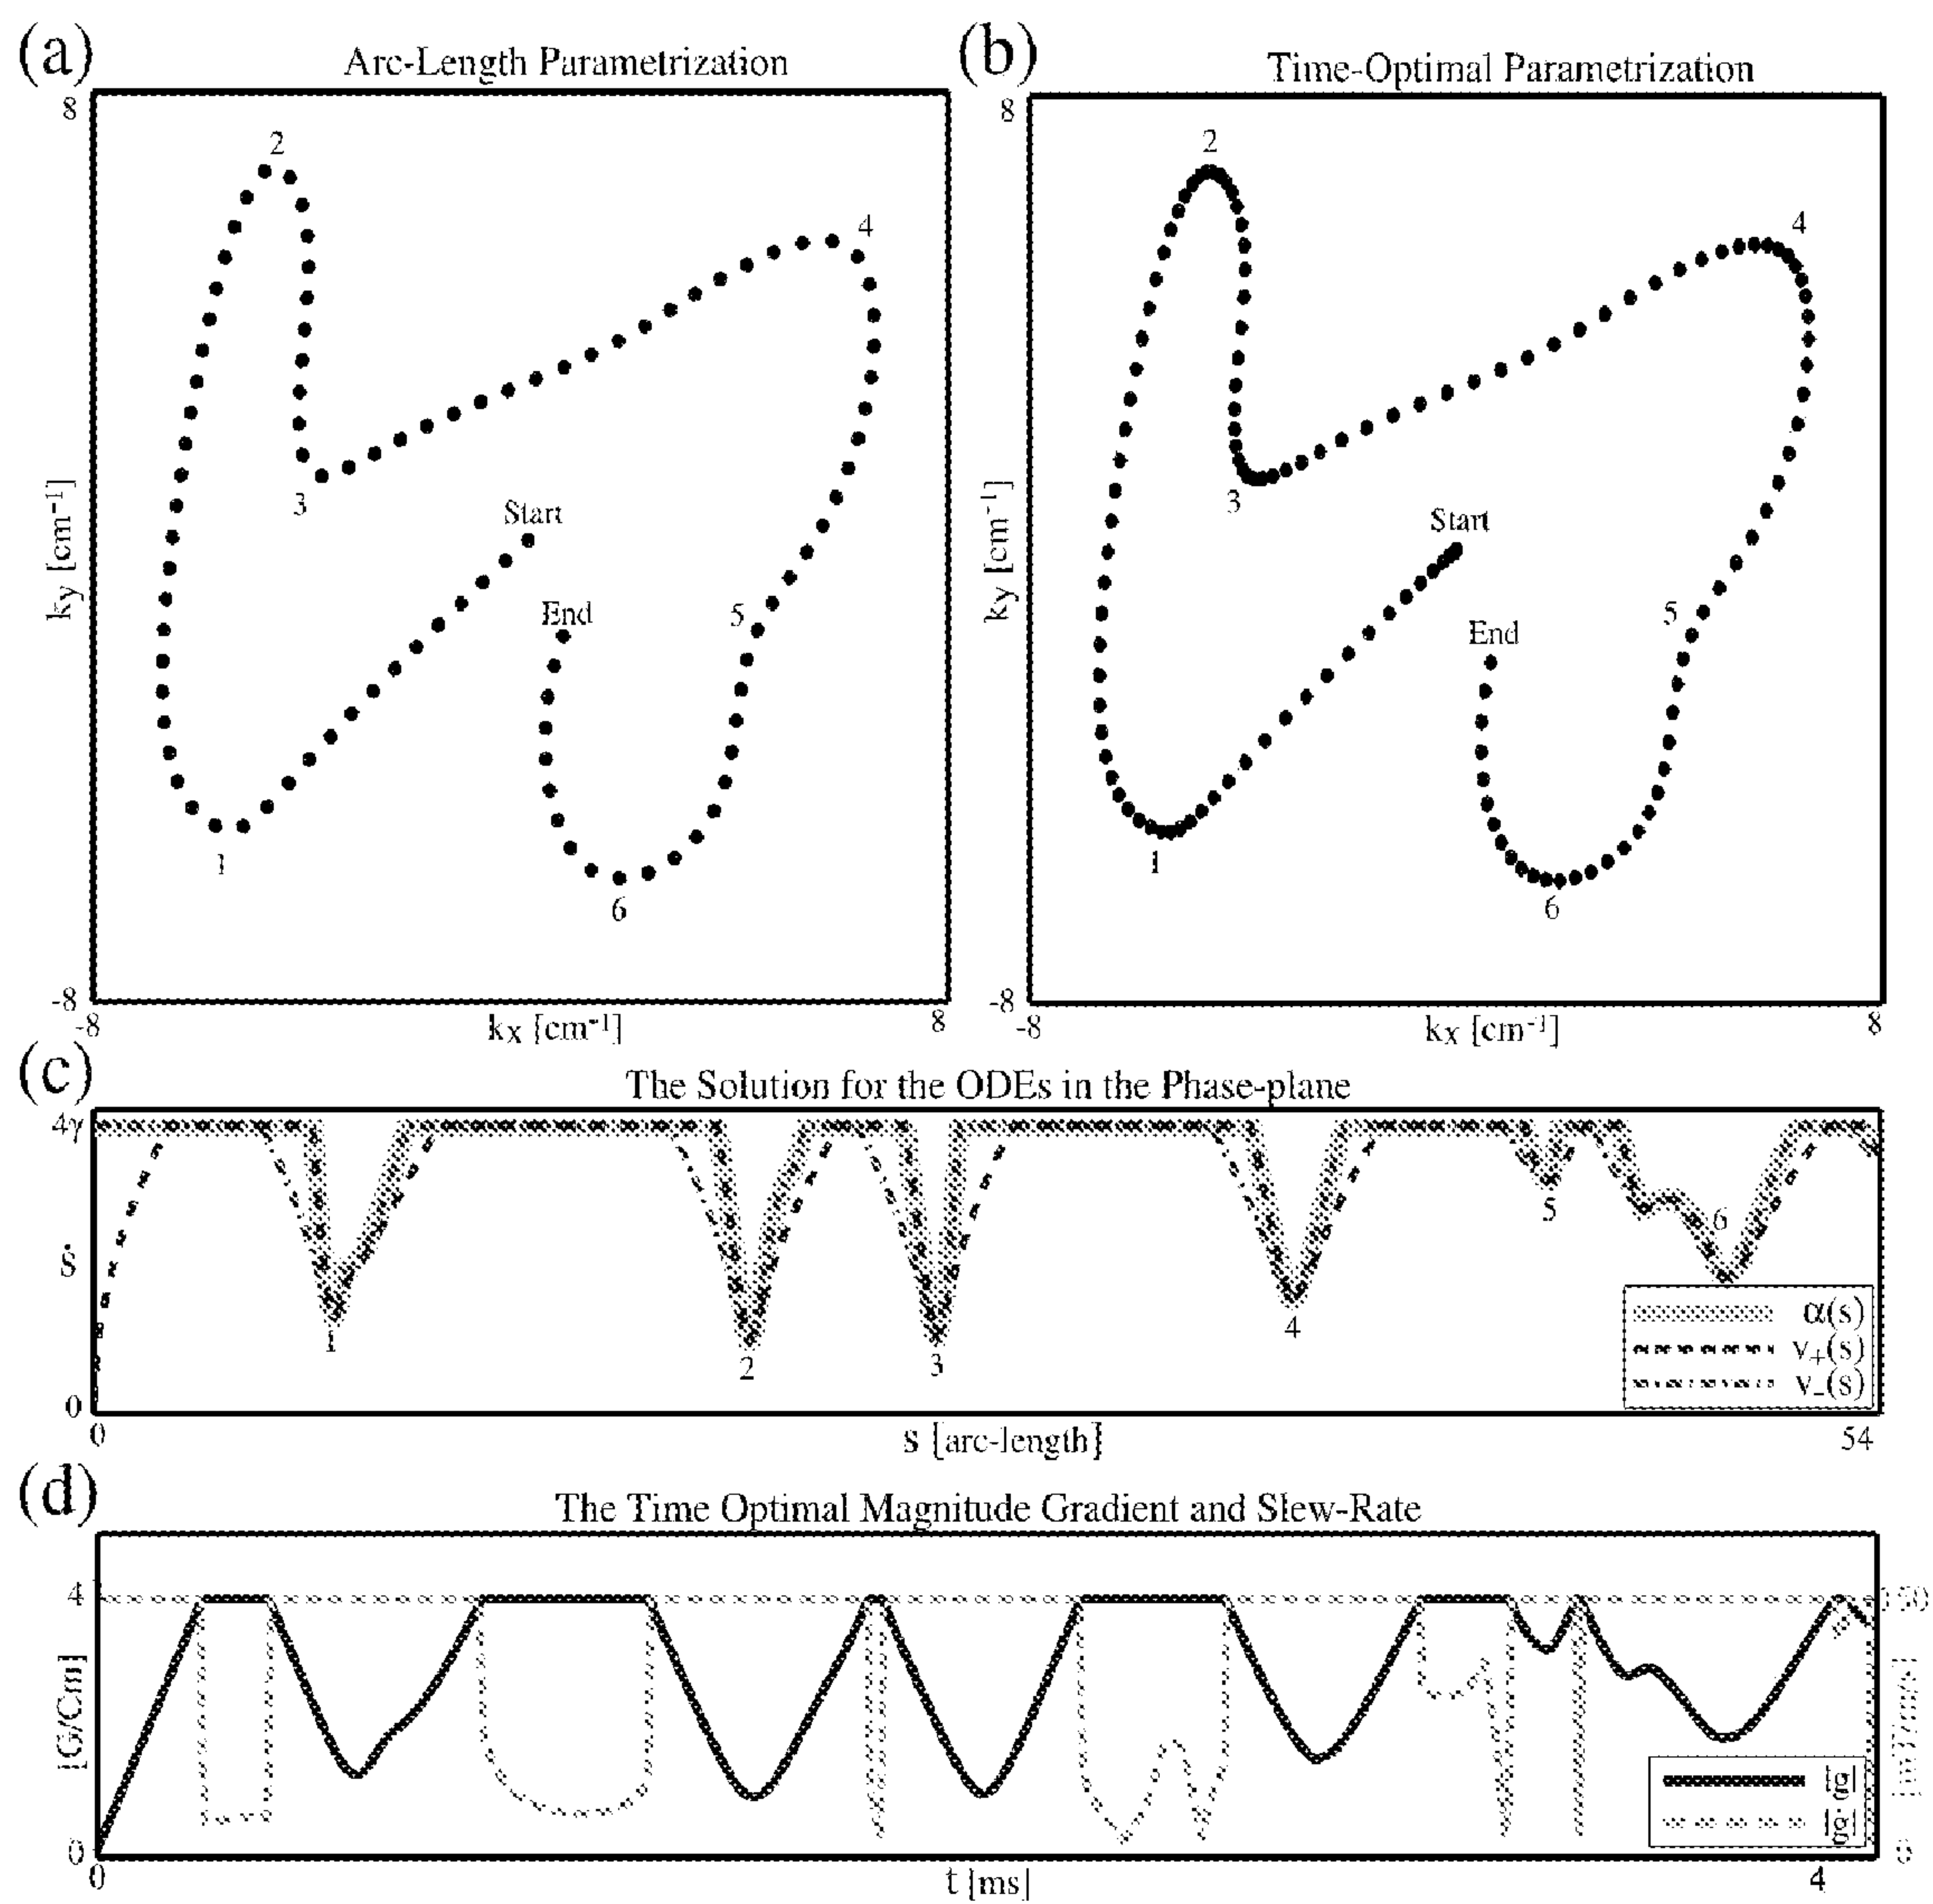 (a)
Arc-Length Parametrization
8
2
4
3
Start
End
5
1
6
ky [cm⁻¹]
-8
-8
kx [cm⁻¹]
8
(b)
Time-Optimal Parametrization
8
2
4
3
Start
5
End
1
6
ky [cm⁻¹]
-8
-8
kx [cm⁻¹]
8
(c)
The Solution for the ODEs in the Phase-plane
4γ
ṡ
0
1
2
3
4
5
6
α(s)
v₊(s)
v₋(s)
0
s [arc-length]
54
(d)
The Time Optimal Magnitude Gradient and Slew-Rate
4
[G/Cm]
0
|g|
|g|
0
0
t [ms]
4